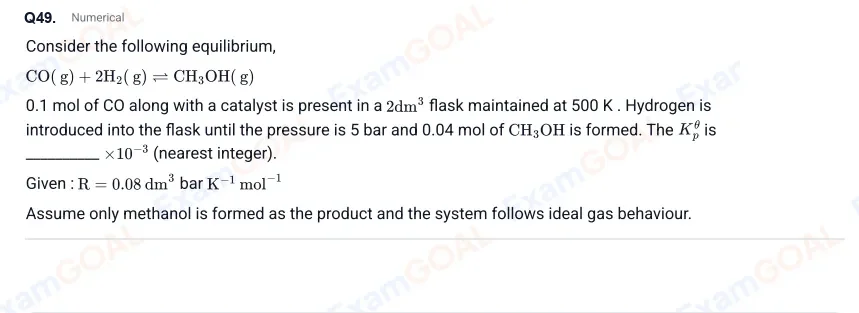 Q49. Numerical
Consider the following equilibrium,
CO( g) + 2H₂( g) ⇌ CH₃OH( g)
0.1 mol of CO along with a catalyst is present in a 2dm³ flask maintained at 500 K . Hydrogen is
introduced into the flask until the pressure is 5 bar and 0.04 mol of CH₃OH is formed. The Kₚ^θ is
________ ×10⁻³ (nearest integer).
Given : R = 0.08 dm³ bar K⁻¹ mol⁻¹
Assume only methanol is formed as the product and the system follows ideal gas behaviour.
ExamGOAL